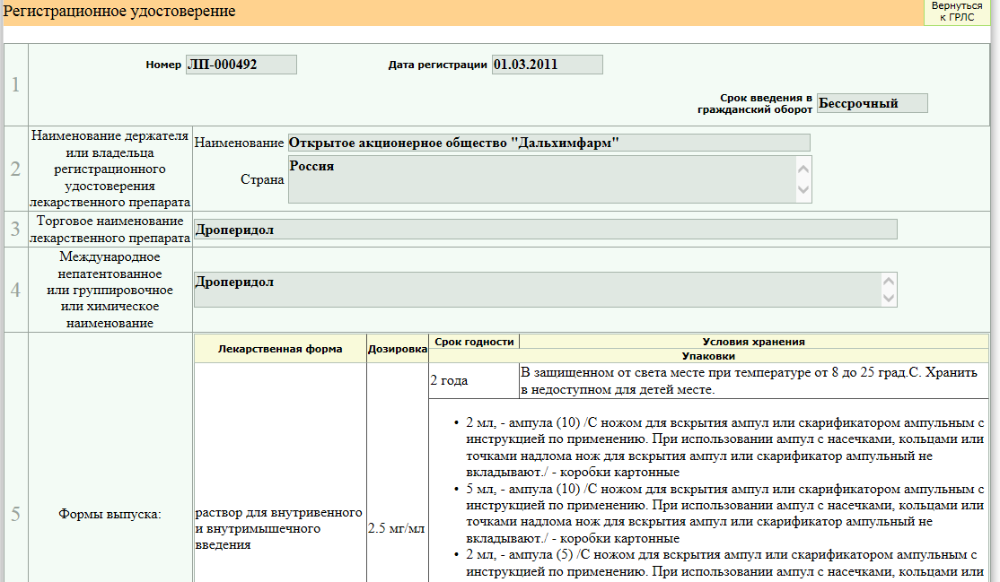 Регистрационное удостоверение
Вернуться
к ГРЛС
1
Номер ЛП-000492 Дата регистрации 01.03.2011
Срок введения в
гражданский оборот Бессрочный
2
Наименование держателя
или владельца
регистрационного
удостоверения
лекарственного препарата
Наименование Открытое акционерное общество "Дальхимфарм"
Страна Россия
3
Торговое наименование
лекарственного препарата
Дроперидол
4
Международное
непатентованное
или группировочное
или химическое
наименование
Дроперидол
5
Формы выпуска:
Лекарственная форма Дозировка Срок годности Условия хранения
Упаковки
раствор для внутривенного
и внутримышечного
введения
2.5 мг/мл
2 года
В защищенном от света месте при температуре от 8 до 25 град.С. Хранить
в недоступном для детей месте.
• 2 мл, - ампула (10) /С ножом для вскрытия ампул или скарификатором ампульным с
инструкцией по применению. При использовании ампул с насечками, кольцами или
точками надлома нож для вскрытия ампул или скарификатор ампульный не
вкладывают./ - коробки картонные
• 5 мл, - ампула (10) /С ножом для вскрытия ампул или скарификатором ампульным с
инструкцией по применению. При использовании ампул с насечками, кольцами или
точками надлома нож для вскрытия ампул или скарификатор ампульный не
вкладывают./ - коробки картонные
• 2 мл, - ампула (5) /С ножом для вскрытия ампул или скарификатором ампульным с
инструкцией по применению. При использовании ампул с насечками, кольцами или